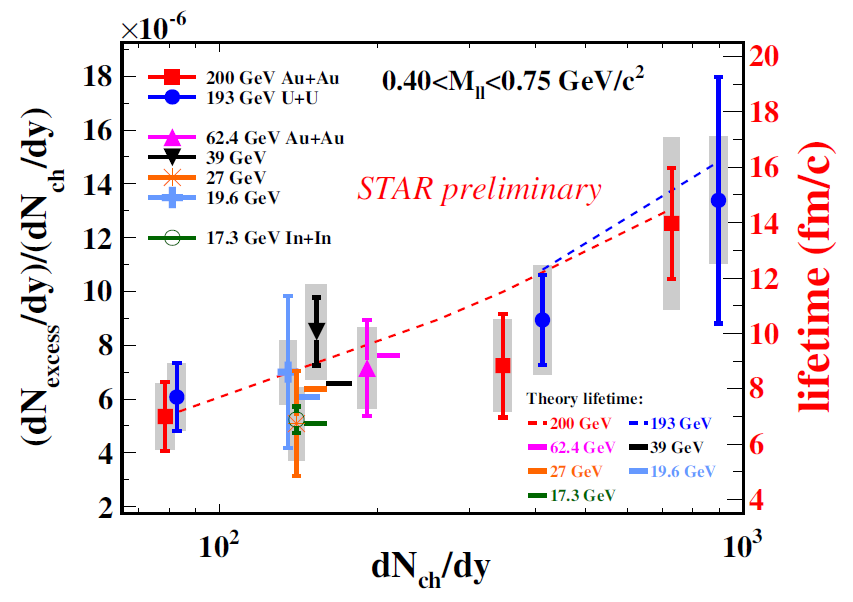 ×10⁻⁶
18
16
14
12
10
8
6
4
2
(dN_excess/dy)/(dN_ch/dy)
200 GeV Au+Au
193 GeV U+U
62.4 GeV Au+Au
39 GeV
27 GeV
19.6 GeV
17.3 GeV In+In
0.40<M_ll<0.75 GeV/c²
STAR preliminary
Theory lifetime:
200 GeV 193 GeV
62.4 GeV 39 GeV
27 GeV 19.6 GeV
17.3 GeV
20
18
16
14
12
10
8
6
4
lifetime (fm/c)
10² 10³
dN_ch/dy